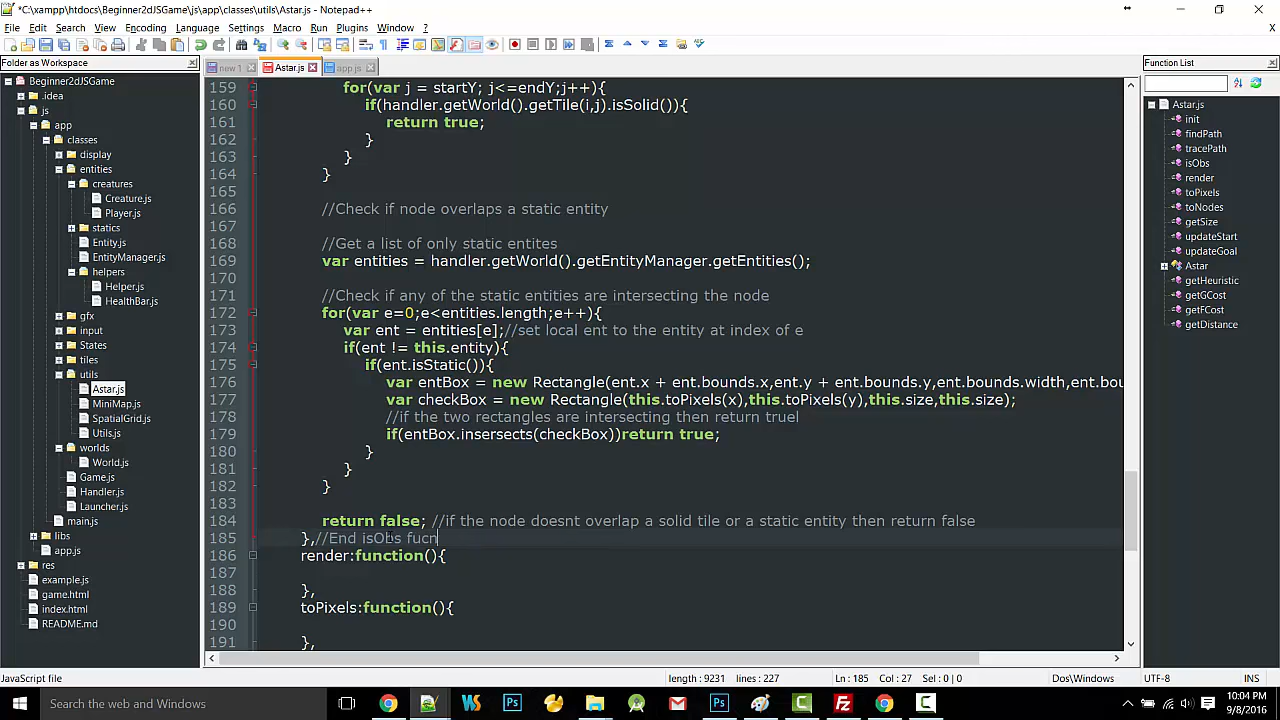 *C:\xampp\htdocs\Beginner2dJSGame\js\app\classes\utils\Astar.js - Notepad++
File Edit Search View Encoding Language Settings Macro Run Plugins Window ?
Folder as Workspace
new 1 Astar.js app.js
Function List
Beginner2dJSGame
.idea
js
app
classes
display
entities
creatures
Creature.js
Player.js
statics
Entity.js
EntityManager.js
helpers
Helper.js
HealthBar.js
gfx
input
States
tiles
utils
Astar.js
MiniMap.js
SpatialGrid.js
Utils.js
worlds
World.js
Game.js
Handler.js
Launcher.js
main.js
libs
app.js
res
example.js
game.html
index.html
README.md
159 for(var j = startY; j<=endY;j++){
160 if(handler.getWorld().getTile(i,j).isSolid()){
161 return true;
162 }
163 }
164 }
165
166 //Check if node overlaps a static entity
167
168 //Get a list of only static entites
169 var entities = handler.getWorld().getEntityManager.getEntities();
170
171 //Check if any of the static entities are intersecting the node
172 for(var e=0;e<entities.length;e++){
173 var ent = entities[e];//set local ent to the entity at index of e
174 if(ent != this.entity){
175 if(ent.isStatic()){
176 var entBox = new Rectangle(ent.x + ent.bounds.x,ent.y + ent.bounds.y,ent.bounds.width,ent.bou
177 var checkBox = new Rectangle(this.toPixels(x),this.toPixels(y),this.size,this.size);
178 //if the two rectangles are intersecting then return true!
179 if(entBox.insersects(checkBox))return true;
180 }
181 }
182 }
183
184 return false; //if the node doesnt overlap a solid tile or a static entity then return false
185 },//End isObs fucn
186 render:function(){
187
188 },
189 toPixels:function(){
190
191 },
Astar.js
init
findPath
tracePath
isObs
render
toPixels
toNodes
getSize
updateStart
updateGoal
Astar
getHeuristic
getGCost
getFCost
getDistance
JavaScript file length : 9231 lines : 227 Ln : 185 Col : 27 Sel : 0 | 0 Dos\Windows UTF-8 INS
Search the web and Windows
10:04 PM
9/8/2016